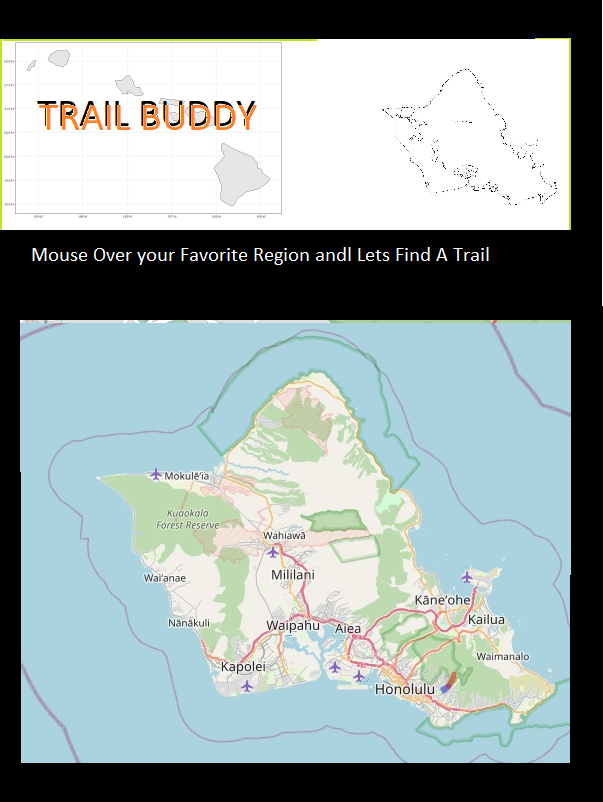 TRAIL BUDDY
Mouse Over your Favorite Region andl Lets Find A Trail
Mokulē'ia
Kuaokala
Forest Reserve
Wahiawā
Wai'anae
Mililani
Kāne'ohe
Nānākuli
Waipahu
Aiea
Kailua
Waimanalo
Kapolei
Honolulu